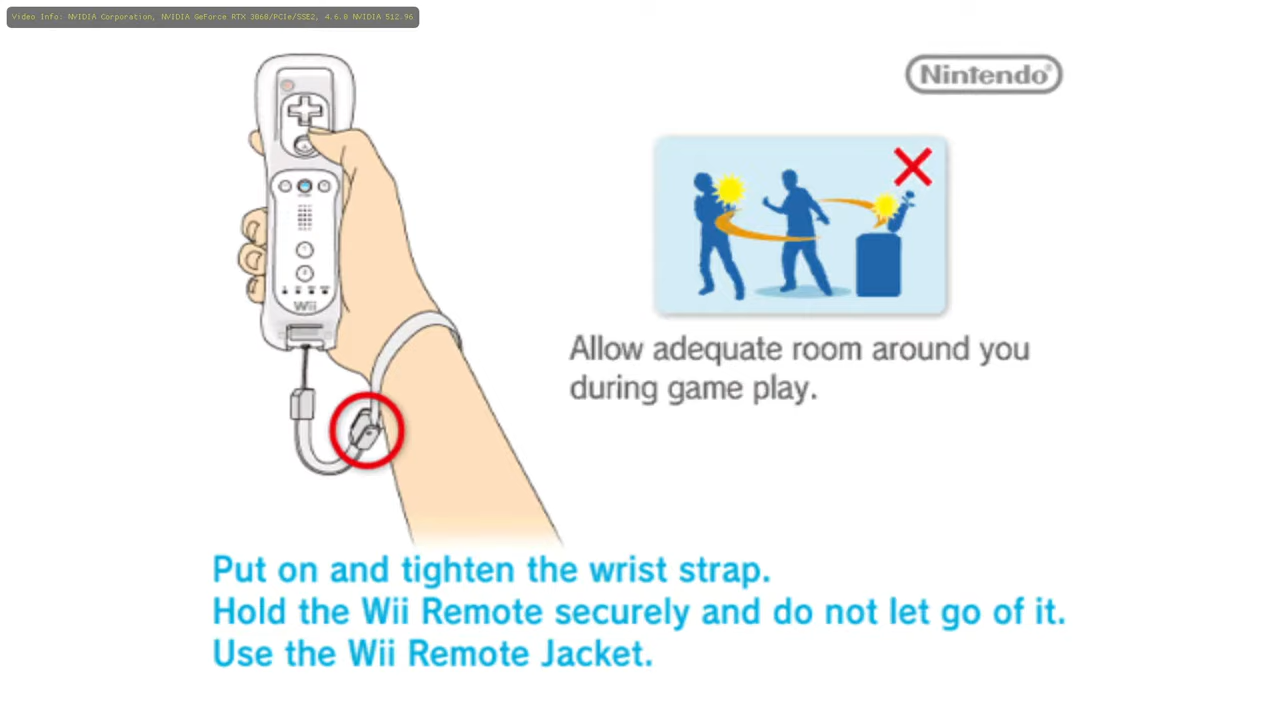 Video Info: NVIDIA Corporation, NVIDIA GeForce RTX 3060/PCIe/SSE2, 4.6.0 NVIDIA 512.96
Nintendo®
Wii
Allow adequate room around you
during game play.
Put on and tighten the wrist strap.
Hold the Wii Remote securely and do not let go of it.
Use the Wii Remote Jacket.